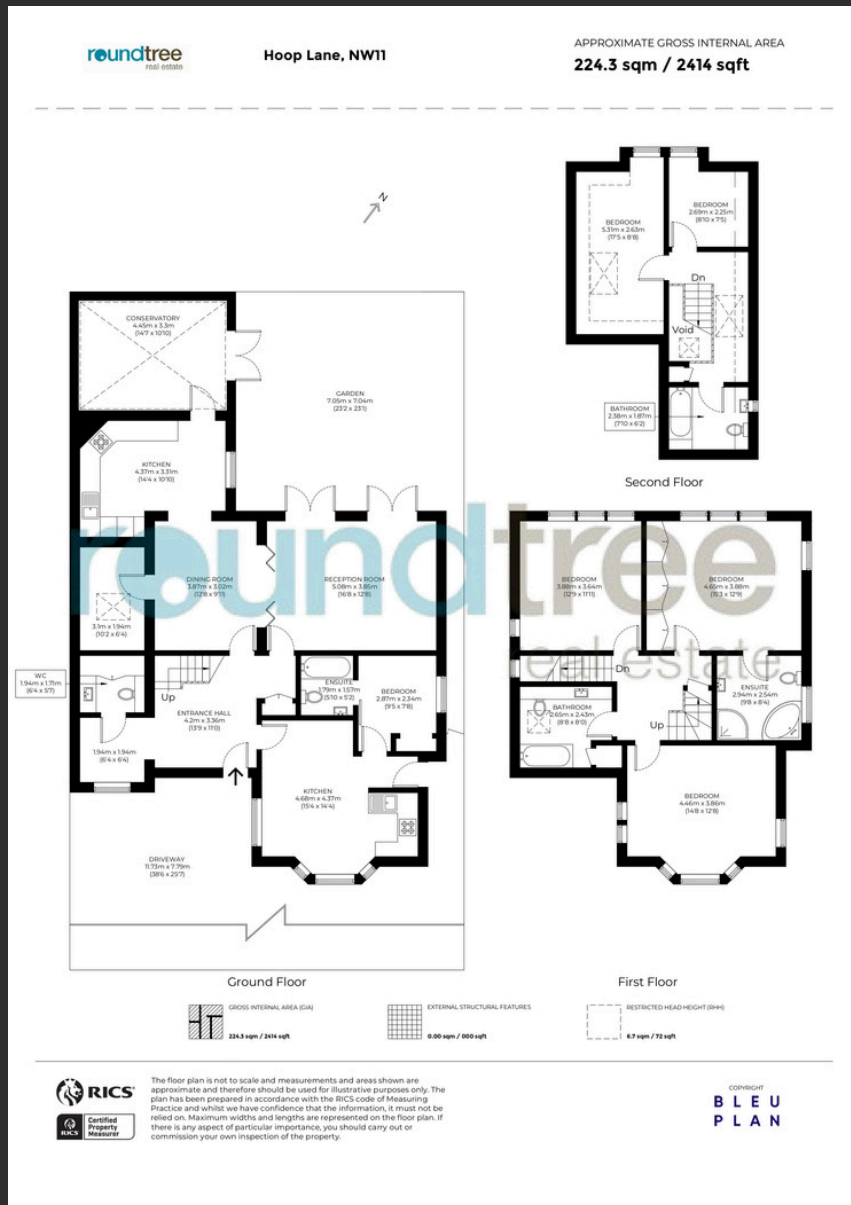 roundtree
real estate
Hoop Lane, NW11
APPROXIMATE GROSS INTERNAL AREA
224.3 sqm / 2414 sqft
N
BEDROOM
5.31m x 2.63m
(17'5 x 8'8)
BEDROOM
2.69m x 2.25m
(8'10 x 7'5)
Dn
Void
BATHROOM
2.38m x 1.87m
(7'10 x 6'2)
Second Floor
CONSERVATORY
4.45m x 3.3m
(14'7 x 10'10)
GARDEN
7.05m x 7.04m
(23'2 x 23'1)
KITCHEN
4.37m x 3.31m
(14'4 x 10'10)
DINING ROOM
3.87m x 3.02m
(12'8 x 9'11)
RECEPTION ROOM
5.08m x 3.85m
(16'8 x 12'8)
3.1m x 1.94m
(10'2 x 6'4)
WC
1.94m x 1.71m
(6'4 x 5'7)
Up
ENTRANCE HALL
4.2m x 3.36m
(13'9 x 11'0)
ENSUITE
1.79m x 1.57m
(5'10 x 5'2)
BEDROOM
2.87m x 2.34m
(9'5 x 7'8)
1.94m x 1.94m
(6'4 x 6'4)
KITCHEN
4.68m x 4.37m
(15'4 x 14'4)
DRIVEWAY
11.73m x 7.79m
(38'6 x 25'7)
Ground Floor
BEDROOM
3.88m x 3.64m
(12'9 x 11'11)
BEDROOM
4.65m x 3.88m
(15'3 x 12'9)
Dn
ENSUITE
2.94m x 2.54m
(9'8 x 8'4)
BATHROOM
2.65m x 2.43m
(8'8 x 8'0)
Up
BEDROOM
4.46m x 3.86m
(14'8 x 12'8)
First Floor
roundtree
real estate
GROSS INTERNAL AREA (GIA)
224.3 sqm / 2414 sqft
EXTERNAL STRUCTURAL FEATURES
0.00 sqm / 000 sqft
RESTRICTED HEAD HEIGHT (RHH)
6.7 sqm / 72 sqft
RICS
RICS
Certified
Property
Measurer
The floor plan is not to scale and measurements and areas shown are
approximate and therefore should be used for illustrative purposes only. The
plan has been prepared in accordance with the RICS code of Measuring
Practice and whilst we have confidence that the information, it must not be
relied on. Maximum widths and lengths are represented on the floor plan. If
there is any aspect of particular importance, you should carry out or
commission your own inspection of the property.
COPYRIGHT
BLEU
PLAN